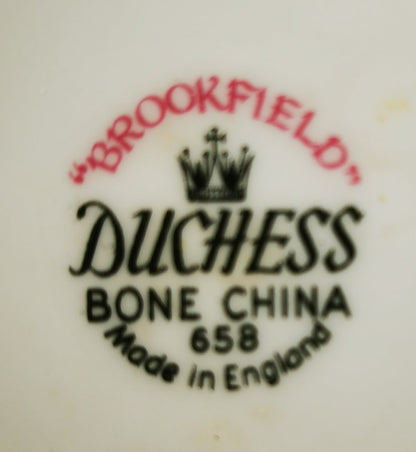 "BROOKFIELD"
DUCHESS
BONE CHINA
658
Made in England